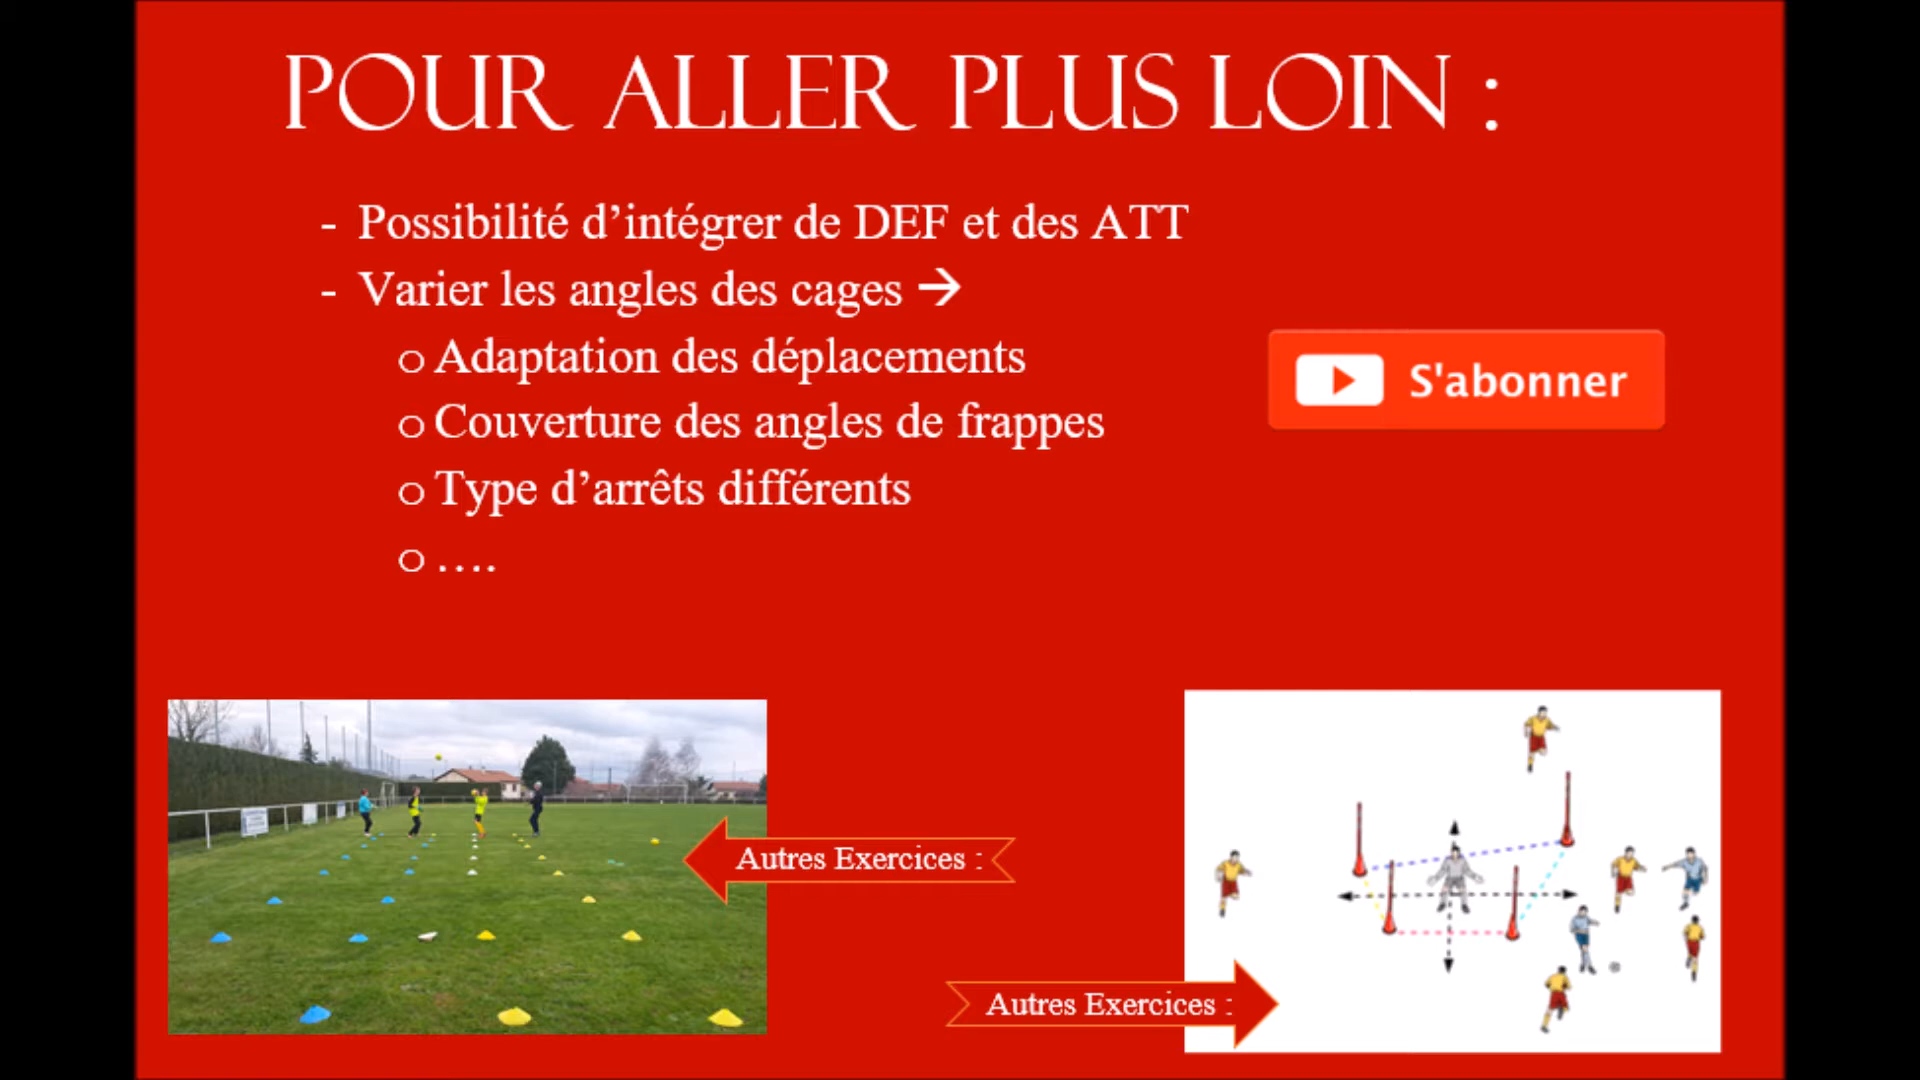 POUR ALLER PLUS LOIN :
- Possibilité d’intégrer de DEF et des ATT
- Varier les angles des cages →
o Adaptation des déplacements
o Couverture des angles de frappes
o Type d’arrêts différents
o ….
S'abonner
Autres Exercices :
Autres Exercices :